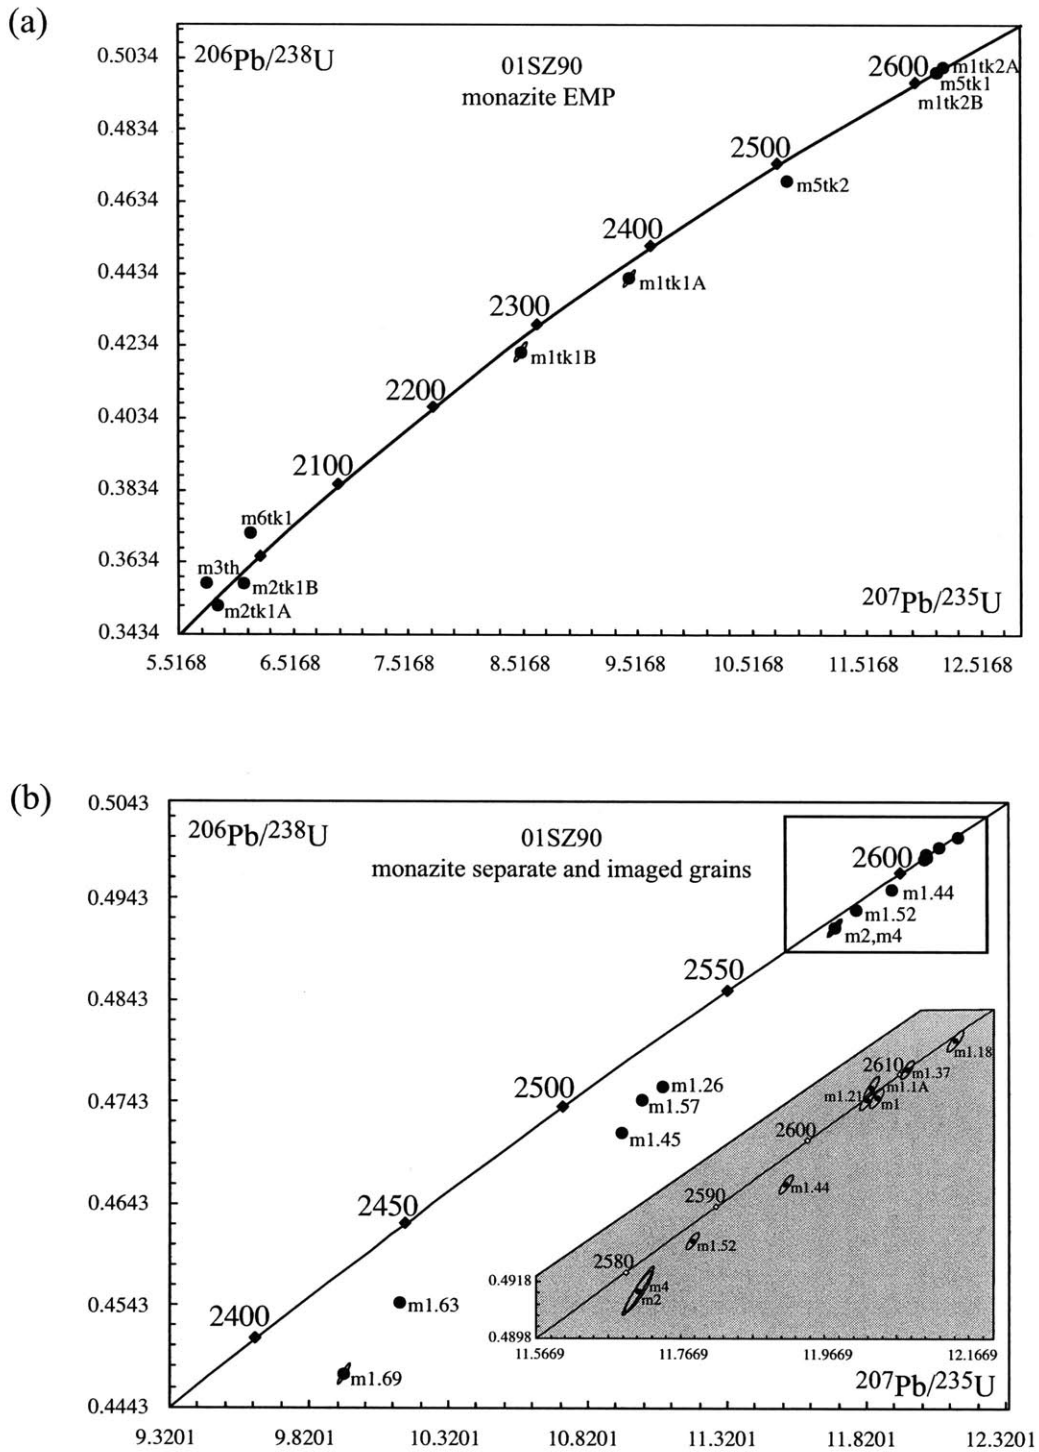 (a)
206Pb/238U
01SZ90
monazite EMP
0.5034
0.4834
0.4634
0.4434
0.4234
0.4034
0.3834
0.3634
0.3434
2600
m1tk2A
m5tk1
m1tk2B
2500
m5tk2
2400
m1tk1A
2300
m1tk1B
2200
2100
m6tk1
m3th
m2tk1B
m2tk1A
207Pb/235U
5.5168 6.5168 7.5168 8.5168 9.5168 10.5168 11.5168 12.5168
(b)
206Pb/238U
01SZ90
monazite separate and imaged grains
0.5043
0.4943
0.4843
0.4743
0.4643
0.4543
0.4443
2600
m1.44
m1.52
m2,m4
2550
2500
m1.26
m1.57
m1.45
2450
m1.63
2400
m1.69
m1.18
2610
m1.37
m1.1A
m1.21
m1
2600
m1.44
2590
m1.52
2580
m4
m2
0.4918
0.4898
11.5669 11.7669 11.9669 12.1669
207Pb/235U
9.3201 9.8201 10.3201 10.8201 11.3201 11.8201 12.3201